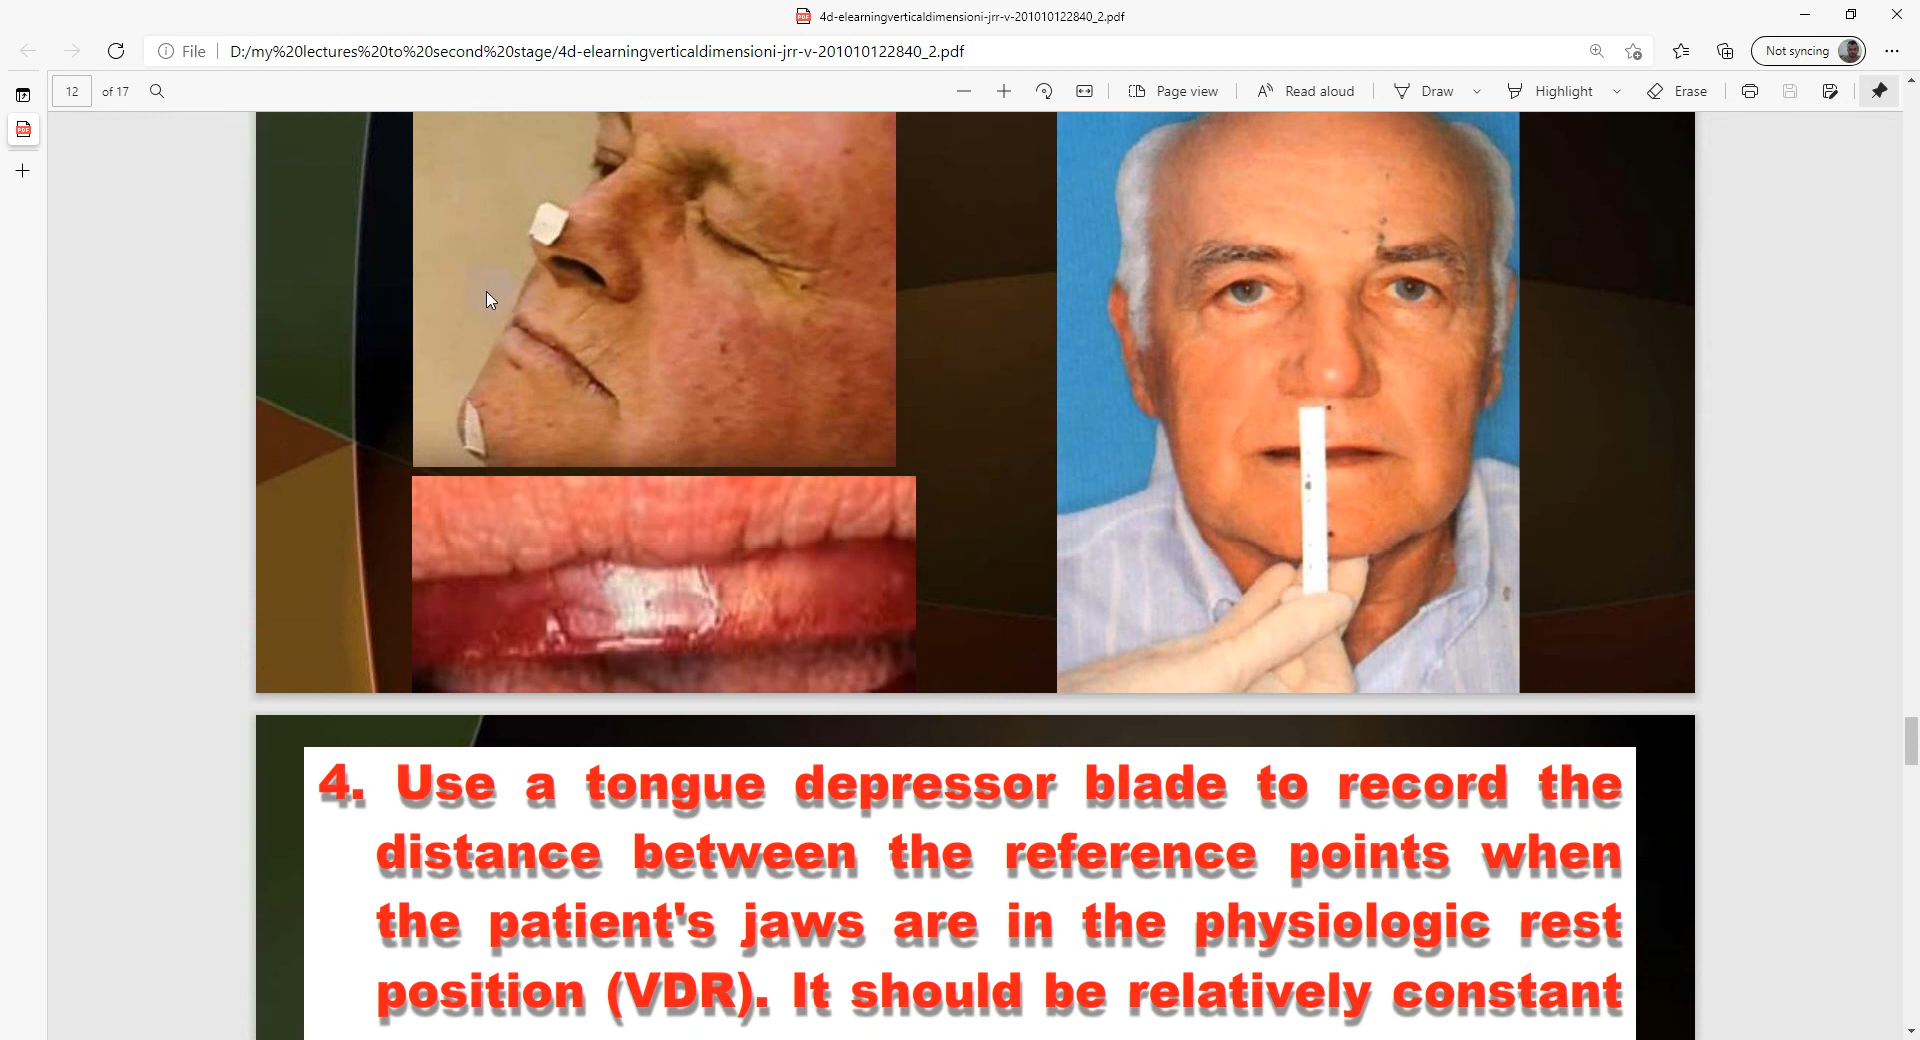 4d-elearningverticaldimensioni-jrr-v-201010122840_2.pdf
File
D:/my%20lectures%20to%20second%20stage/4d-elearningverticaldimensioni-jrr-v-201010122840_2.pdf
Not syncing
12 of 17
Page view
Read aloud
Draw
Highlight
Erase
4. Use a tongue depressor blade to record the
distance between the reference points when
the patient's jaws are in the physiologic rest
position (VDR). It should be relatively constant